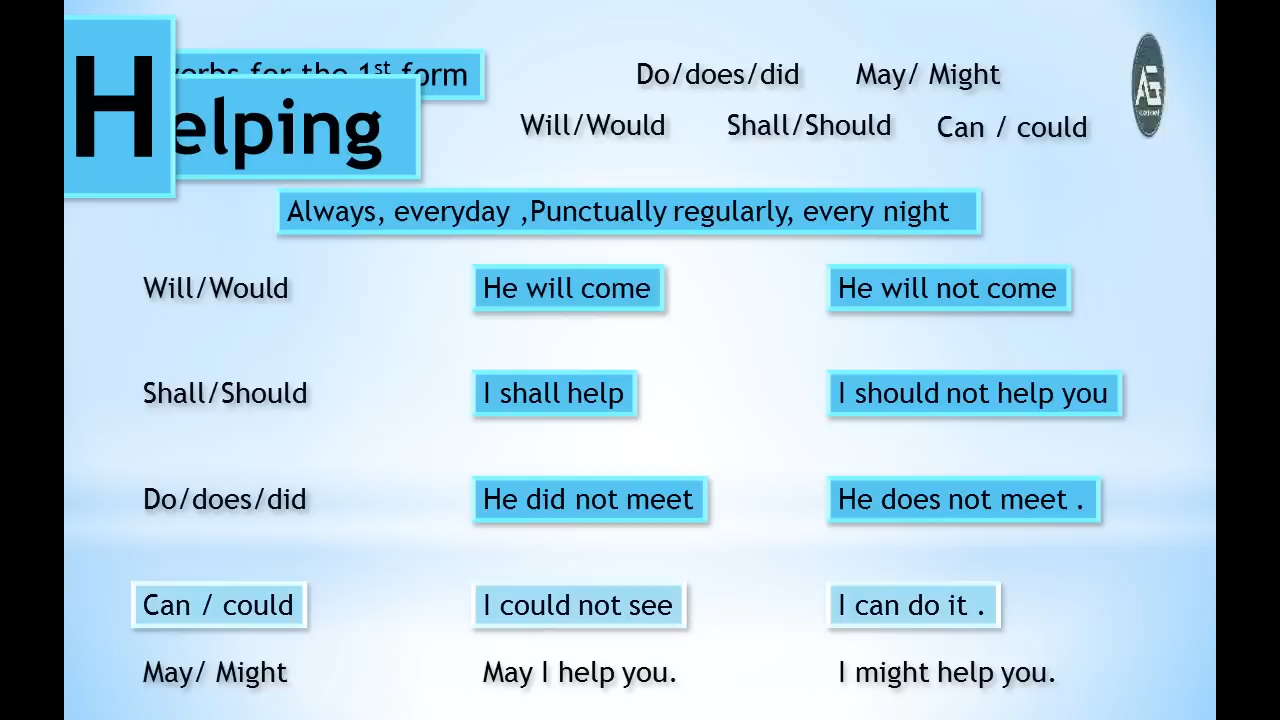 verbs for the 1st form
Helping
Do/does/did May/ Might
Will/Would Shall/Should Can / could
AG
Always, everyday ,Punctually regularly, every night
Will/Would He will come He will not come
Shall/Should I shall help I should not help you
Do/does/did He did not meet He does not meet .
Can / could I could not see I can do it .
May/ Might May I help you. I might help you.